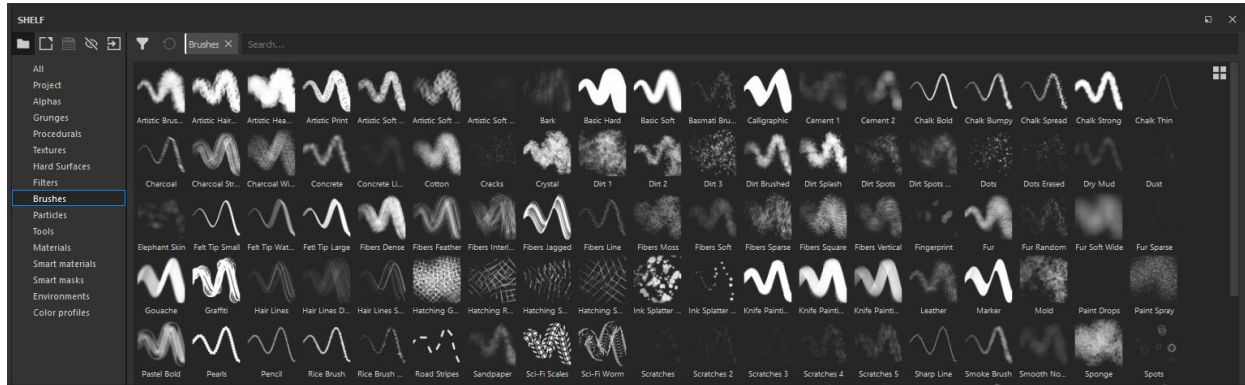 SHELF
Brushes
Search...
All
Project
Alphas
Grunges
Procedurals
Textures
Hard Surfaces
Filters
Brushes
Particles
Tools
Materials
Smart materials
Smart masks
Environments
Color profiles
Artistic Brus... Artistic Hair... Artistic Hea... Artistic Print Artistic Soft ... Artistic Soft ... Artistic Soft ... Bark Basic Hard Basic Soft Basmati Bru... Calligraphic Cement 1 Cement 2 Chalk Bold Chalk Bumpy Chalk Spread Chalk Strong Chalk Thin
Charcoal Charcoal Str... Charcoal Wi... Concrete Concrete Li... Cotton Cracks Crystal Dirt 1 Dirt 2 Dirt 3 Dirt Brushed Dirt Splash Dirt Spots Dirt Spots ... Dots Dots Erased Dry Mud Dust
Elephant Skin Felt Tip Small Felt Tip Wat... Fetl Tip Large Fibers Dense Fibers Feather Fibers Interl... Fibers Jagged Fibers Line Fibers Moss Fibers Soft Fibers Sparse Fibers Square Fibers Vertical Fingerprint Fur Fur Random Fur Soft Wide Fur Sparse
Gouache Graffiti Hair Lines Hair Lines D... Hair Lines S... Hatching G... Hatching R... Hatching S... Hatching S... Ink Splatter ... Ink Splatter ... Knife Painti... Knife Painti... Knife Painti... Leather Marker Mold Paint Drops Paint Spray
Pastel Bold Pearls Pencil Rice Brush Rice Brush ... Road Stripes Sandpaper Sci-Fi Scales Sci-Fi Worm Scratches Scratches 2 Scratches 3 Scratches 4 Scratches 5 Sharp Line Smoke Brush Smooth No... Sponge Spots